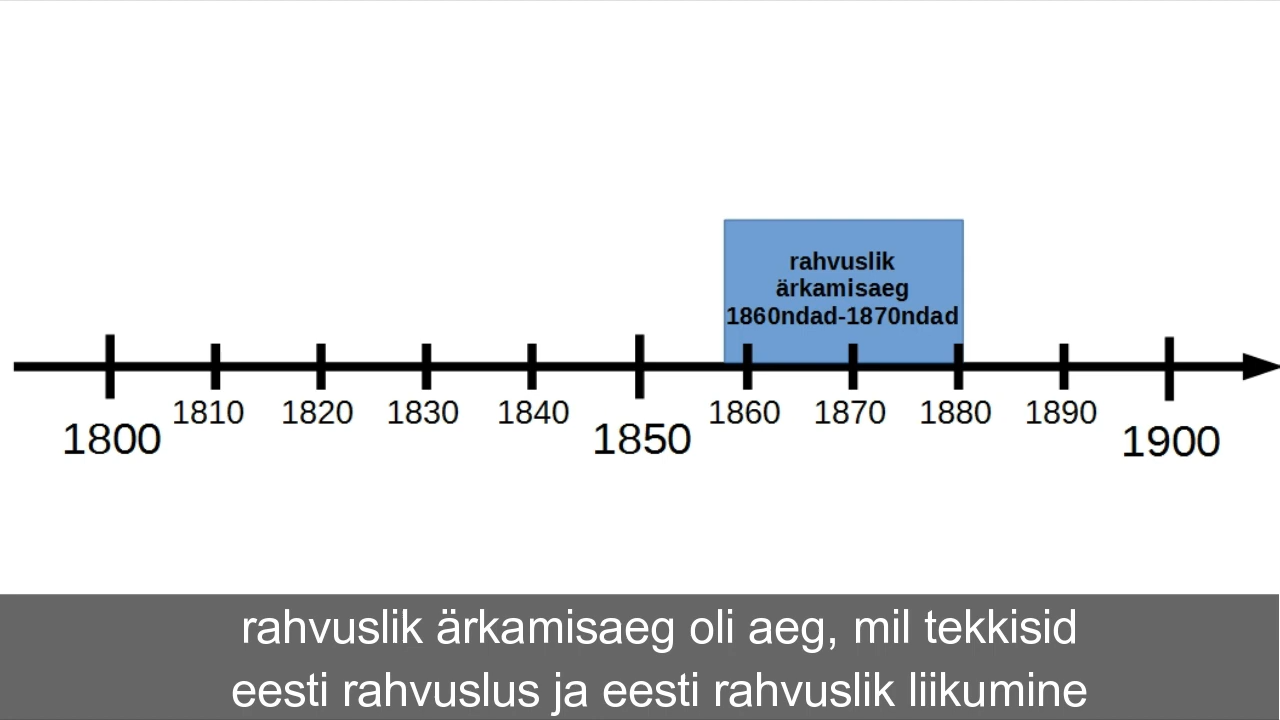 rahvuslik
ärkamisaeg
1860ndad-1870ndad
1800
1810
1820
1830
1840
1850
1860
1870
1880
1890
1900
rahvuslik ärkamisaeg oli aeg, mil tekkisid
eesti rahvuslus ja eesti rahvuslik liikumine